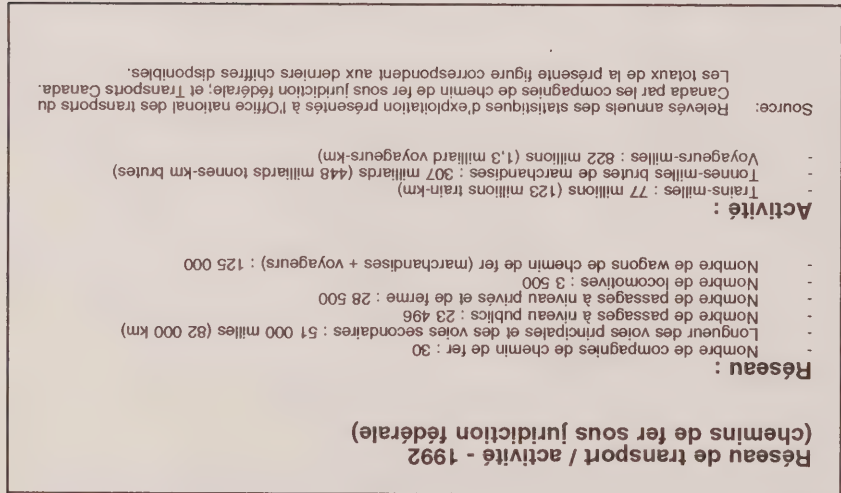 Réseau de transport / activité - 1992
(chemins de fer sous juridiction fédérale)
Réseau :
- Nombre de compagnies de chemin de fer : 30
- Longueur des voies principales et des voies secondaires : 51 000 milles (82 000 km)
- Nombre de passages à niveau publics : 23 496
- Nombre de passages à niveau privés et de ferme : 28 500
- Nombre de locomotives : 3 500
- Nombre de wagons de chemin de fer (marchandises + voyageurs) : 125 000
Activité :
- Trains-milles : 77 millions (123 millions train-km)
- Tonnes-milles brutes de marchandises : 307 milliards (448 milliards tonnes-km brutes)
- Voyageurs-milles : 822 millions (1,3 milliard voyageurs-km)
Source: Relevés annuels des statistiques d'exploitation présentés à l'Office national des transports du
Canada par les compagnies de chemin de fer sous juridiction fédérale; et Transports Canada.
Les totaux de la présente figure correspondent aux derniers chiffres disponibles.